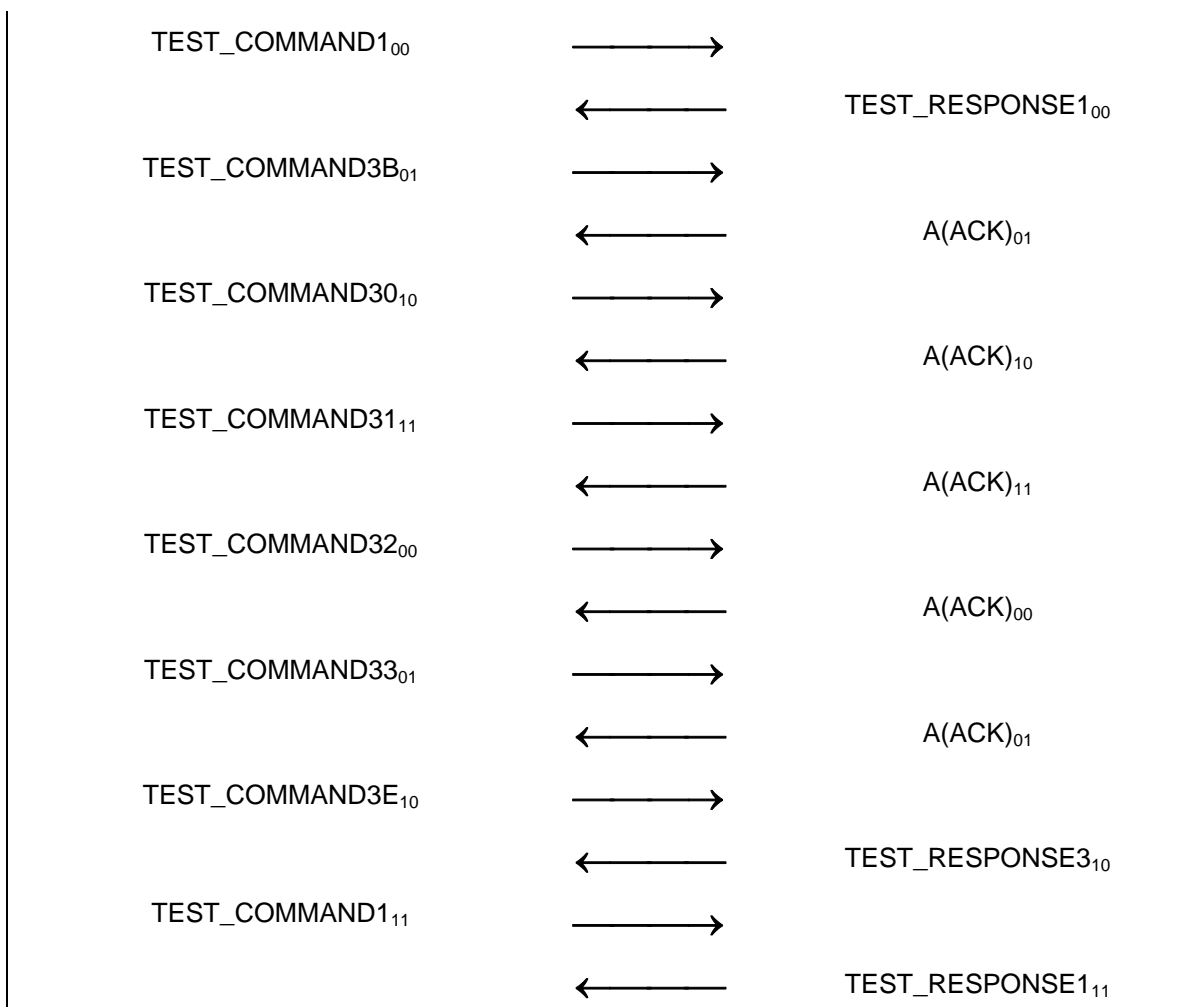 TEST_COMMAND1₀₀
TEST_RESPONSE1₀₀
TEST_COMMAND3B₀₁
A(ACK)₀₁
TEST_COMMAND30₁₀
A(ACK)₁₀
TEST_COMMAND31₁₁
A(ACK)₁₁
TEST_COMMAND32₀₀
A(ACK)₀₀
TEST_COMMAND33₀₁
A(ACK)₀₁
TEST_COMMAND3E₁₀
TEST_RESPONSE3₁₀
TEST_COMMAND1₁₁
TEST_RESPONSE1₁₁